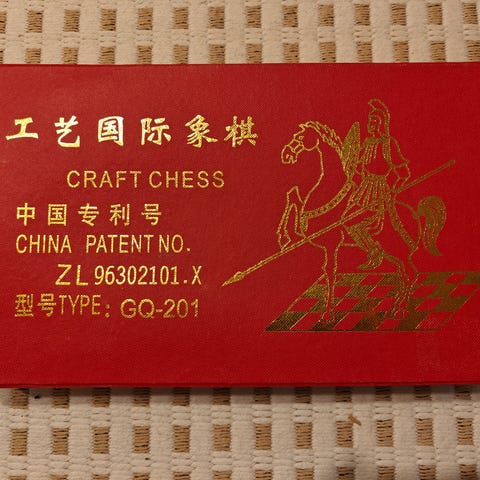 工艺国际象棋
CRAFT CHESS
中国专利号
CHINA PATENT NO.
ZL 96302101.X
型号TYPE: GQ-201